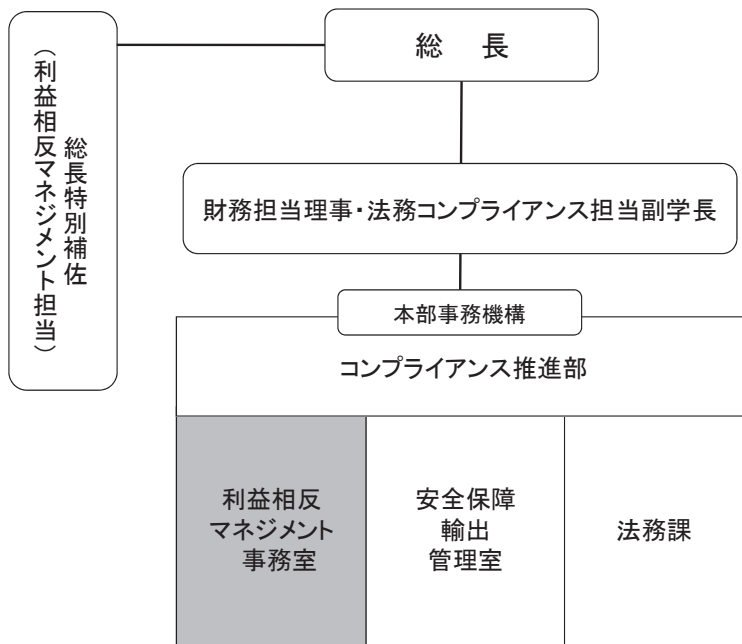 総　長
総長特別補佐
（利益相反マネジメント担当）
財務担当理事・法務コンプライアンス担当副学長
本部事務機構
コンプライアンス推進部
利益相反
マネジメント
事務室
安全保障
輸出
管理室
法務課